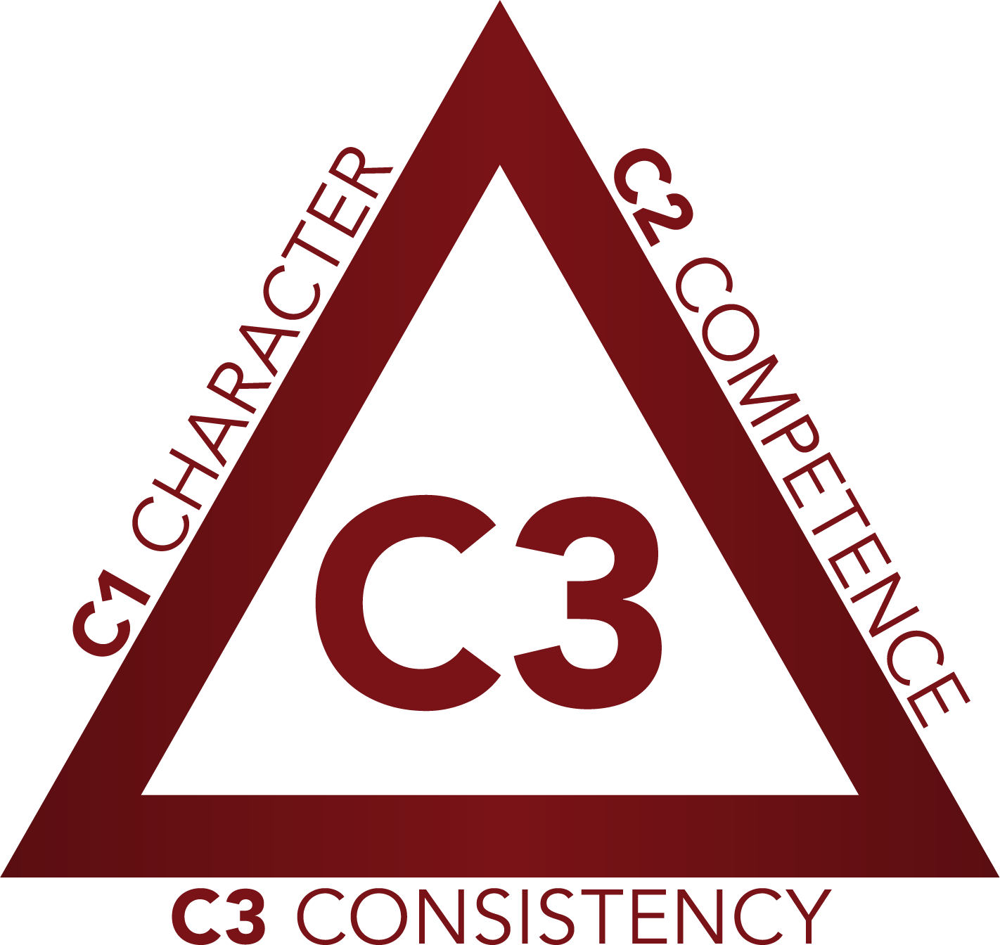 C1 CHARACTER
C2 COMPETENCE
C3
C3 CONSISTENCY